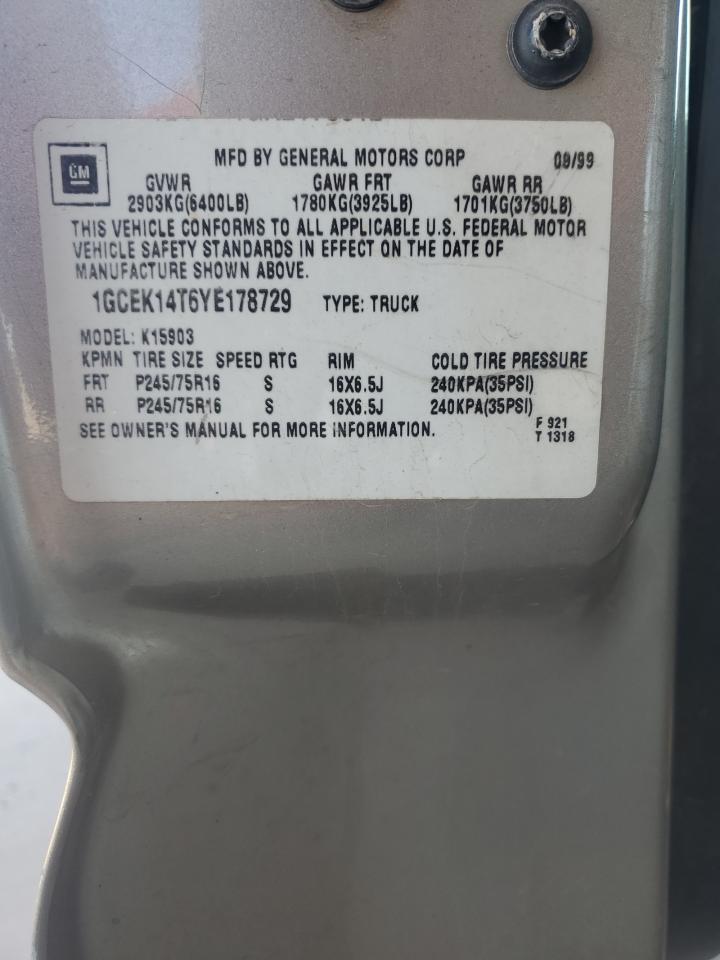 GM
MFD BY GENERAL MOTORS CORP 09/99
GVWR GAWR FRT GAWR RR
2903KG(6400LB) 1780KG(3925LB) 1701KG(3750LB)
THIS VEHICLE CONFORMS TO ALL APPLICABLE U.S. FEDERAL MOTOR
VEHICLE SAFETY STANDARDS IN EFFECT ON THE DATE OF
MANUFACTURE SHOWN ABOVE.
1GCEK14T6YE178729 TYPE: TRUCK
MODEL: K15903
KPMN TIRE SIZE SPEED RTG RIM COLD TIRE PRESSURE
FRT P245/75R16 S 16X6.5J 240KPA(35PSI)
RR P245/75R16 S 16X6.5J 240KPA(35PSI)
SEE OWNER'S MANUAL FOR MORE INFORMATION.
F 921
T 1318